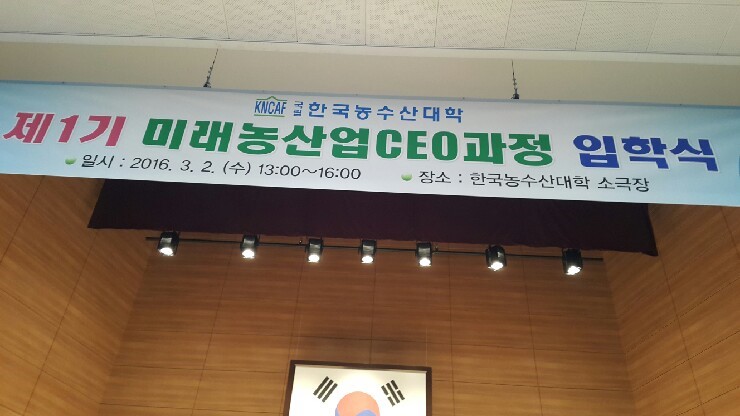 KNCAF 국립 한국농수산대학
제1기 미래농산업CEO과정 입학식
일시 : 2016. 3. 2. (수) 13:00~16:00 장소 : 한국농수산대학 소극장